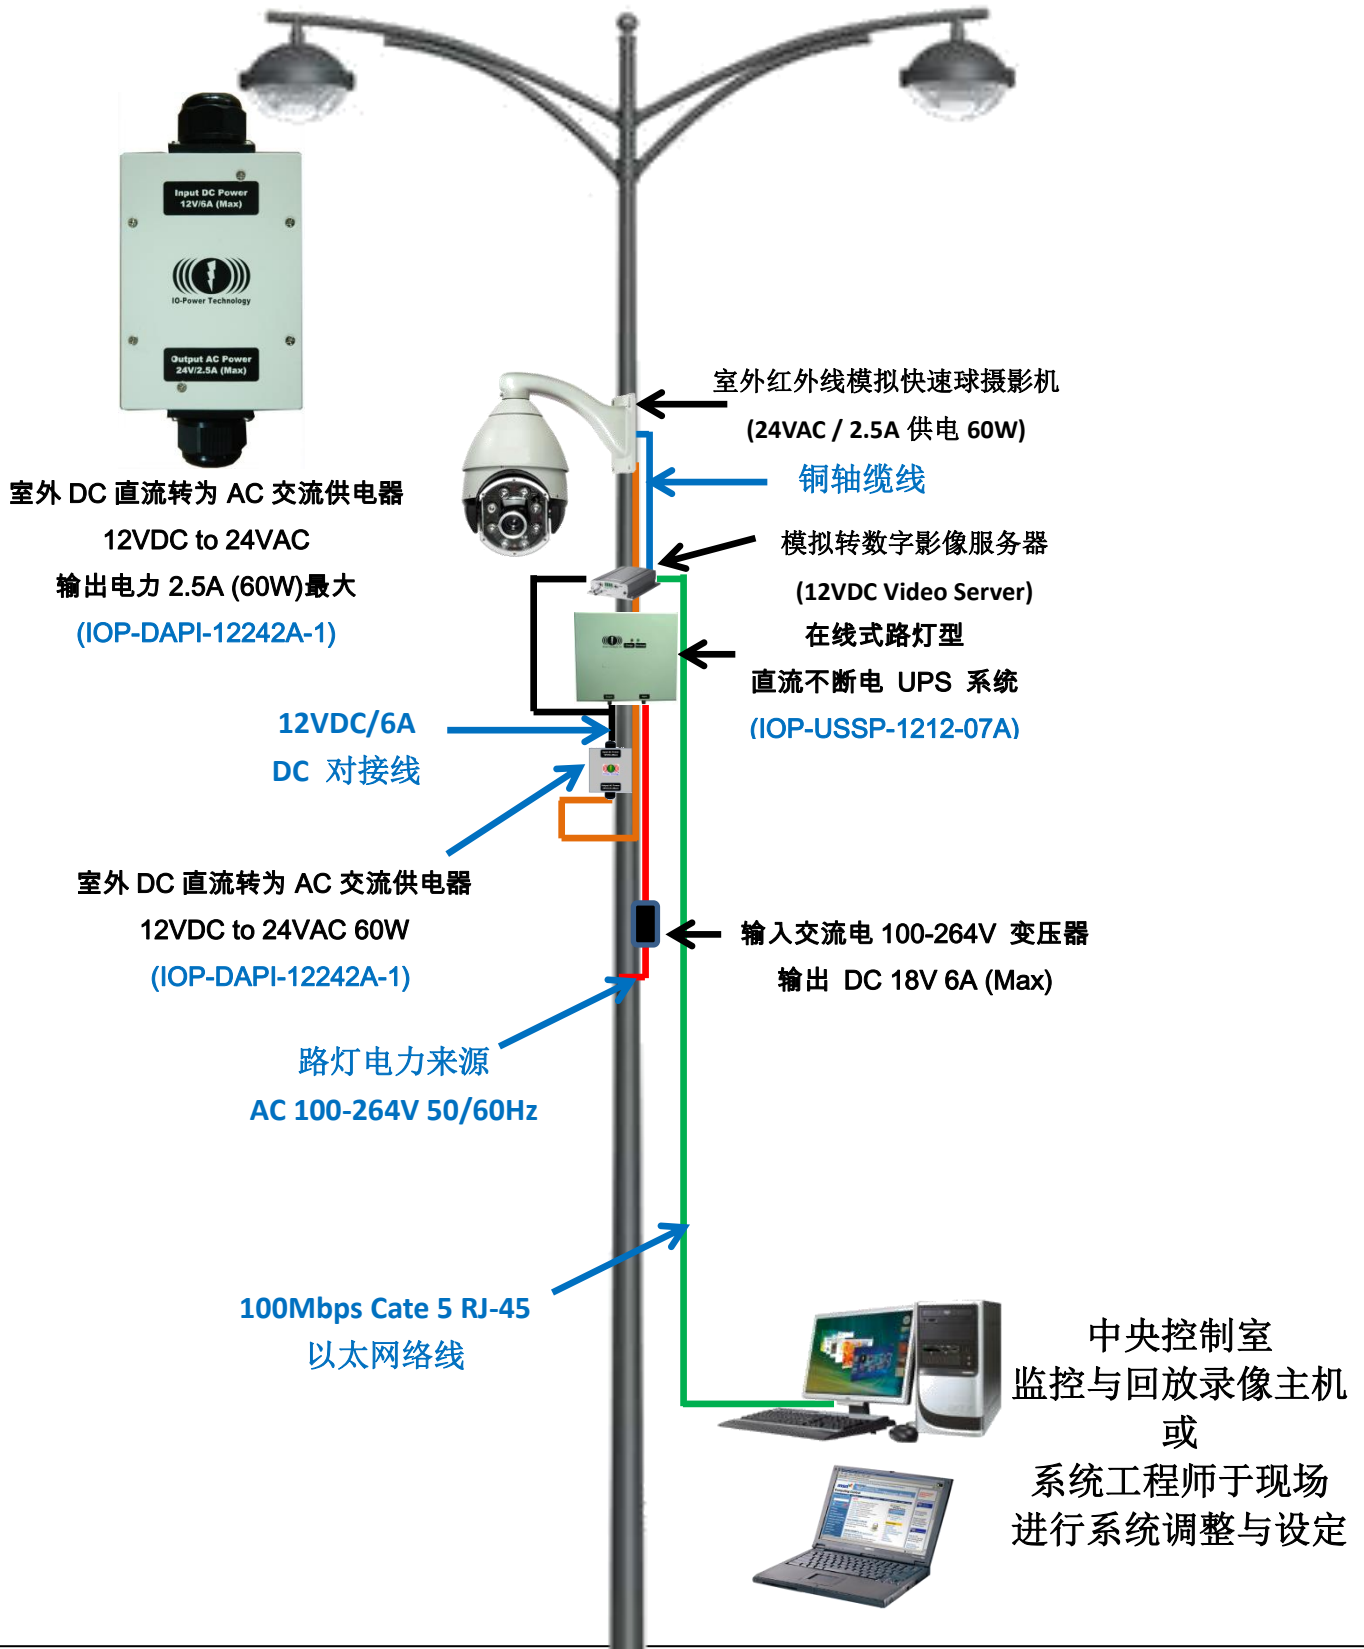 Input DC Power
12V/6A (Max)
IO-Power Technology
Output AC Power
24V/2.5A (Max)
室外 DC 直流转为 AC 交流供电器
12VDC to 24VAC
输出电力 2.5A (60W)最大
(IOP-DAPI-12242A-1)
室外红外线模拟快速球摄影机
(24VAC / 2.5A 供电 60W)
铜轴缆线
模拟转数字影像服务器
(12VDC Video Server)
在线式路灯型
直流不断电 UPS 系统
(IOP-USSP-1212-07A)
12VDC/6A
DC 对接线
室外 DC 直流转为 AC 交流供电器
12VDC to 24VAC 60W
(IOP-DAPI-12242A-1)
输入交流电 100-264V 变压器
输出 DC 18V 6A (Max)
路灯电力来源
AC 100-264V 50/60Hz
100Mbps Cate 5 RJ-45
以太网络线
中央控制室
监控与回放录像主机
或
系统工程师于现场
进行系统调整与设定